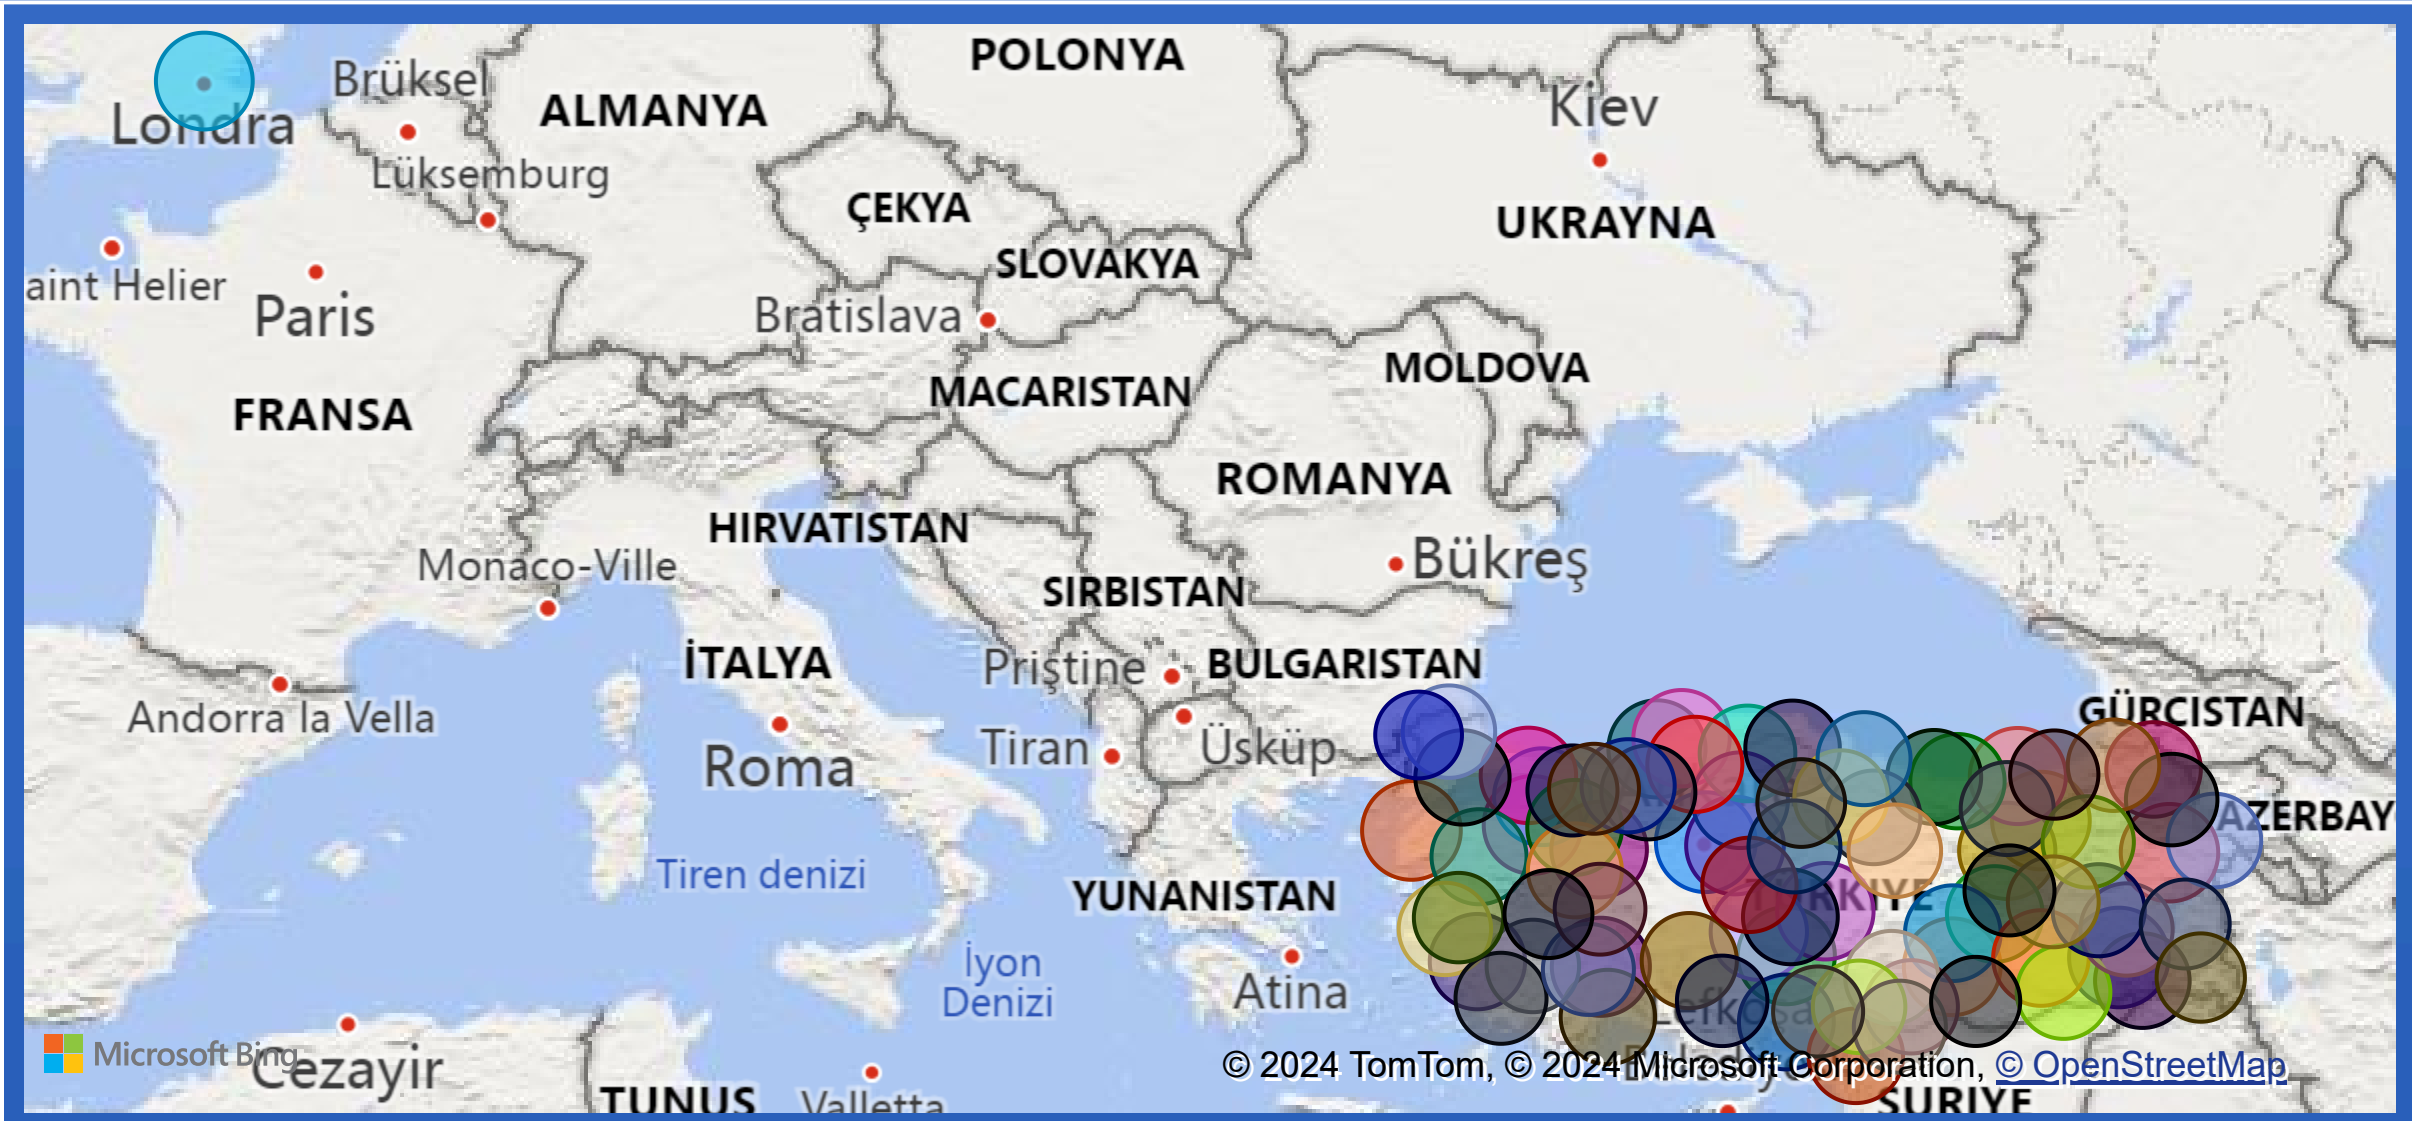 POLONYA
Brüksel
ALMANYA
Kiev
Londra
Lüksemburg
ÇEKYA
UKRAYNA
SLOVAKYA
aint Helier
Paris
Bratislava
MOLDOVA
MACARISTAN
FRANSA
ROMANYA
HIRVATISTAN
Monaco-Ville
Bükreş
SIRBISTAN
İTALYA
Priştine
BULGARISTAN
Andorra la Vella
GÜRCISTAN
Tiran
Üsküp
Roma
AZERBAY
Tiren denizi
YUNANISTAN
TÜRKIYE
İyon
Denizi
Atina
Lefkoşa
Microsoft Bing
Cezayir
© 2024 TomTom, © 2024 Microsoft Corporation, © OpenStreetMap
TUNUS
Valletta
SURIYE